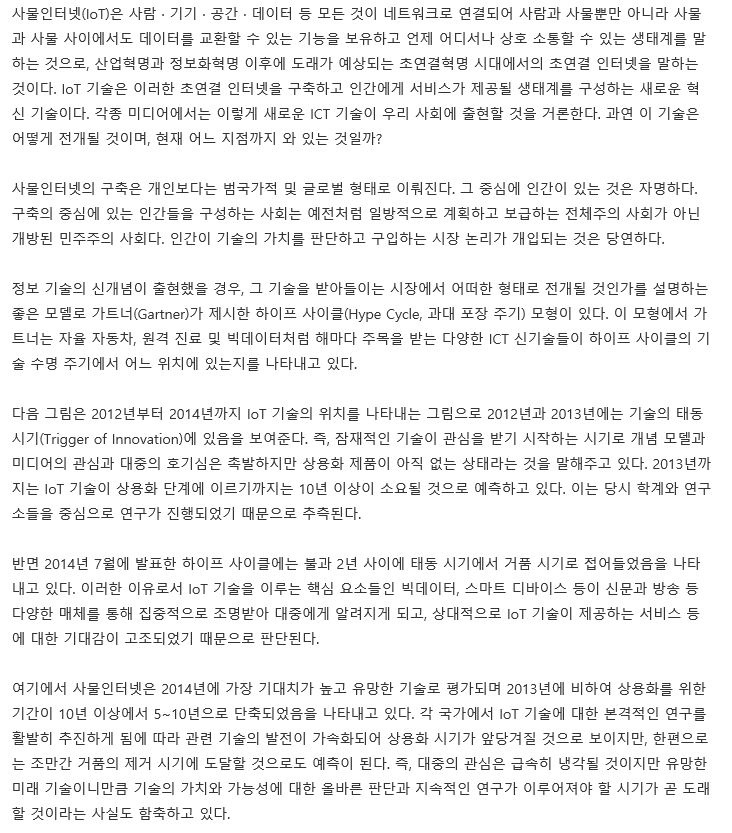 사물인터넷(IoT)은 사람 · 기기 · 공간 · 데이터 등 모든 것이 네트워크로 연결되어 사람과 사물뿐만 아니라 사물
과 사물 사이에서도 데이터를 교환할 수 있는 기능을 보유하고 언제 어디서나 상호 소통할 수 있는 생태계를 말
하는 것으로, 산업혁명과 정보화혁명 이후에 도래가 예상되는 초연결혁명 시대에서의 초연결 인터넷을 말하는
것이다. IoT 기술은 이러한 초연결 인터넷을 구축하고 인간에게 서비스가 제공될 생태계를 구성하는 새로운 혁
신 기술이다. 각종 미디어에서는 이렇게 새로운 ICT 기술이 우리 사회에 출현할 것을 거론한다. 과연 이 기술은
어떻게 전개될 것이며, 현재 어느 지점까지 와 있는 것일까?
사물인터넷의 구축은 개인보다는 범국가적 및 글로벌 형태로 이뤄진다. 그 중심에 인간이 있는 것은 자명하다.
구축의 중심에 있는 인간들을 구성하는 사회는 예전처럼 일방적으로 계획하고 보급하는 전체주의 사회가 아닌
개방된 민주주의 사회다. 인간이 기술의 가치를 판단하고 구입하는 시장 논리가 개입되는 것은 당연하다.
정보 기술의 신개념이 출현했을 경우, 그 기술을 받아들이는 시장에서 어떠한 형태로 전개될 것인가를 설명하는
좋은 모델로 가트너(Gartner)가 제시한 하이프 사이클(Hype Cycle, 과대 포장 주기) 모형이 있다. 이 모형에서 가
트너는 자율 자동차, 원격 진료 및 빅데이터처럼 해마다 주목을 받는 다양한 ICT 신기술들이 하이프 사이클의 기
술 수명 주기에서 어느 위치에 있는지를 나타내고 있다.
다음 그림은 2012년부터 2014년까지 IoT 기술의 위치를 나타내는 그림으로 2012년과 2013년에는 기술의 태동
시기(Trigger of Innovation)에 있음을 보여준다. 즉, 잠재적인 기술이 관심을 받기 시작하는 시기로 개념 모델과
미디어의 관심과 대중의 호기심은 촉발하지만 상용화 제품이 아직 없는 상태라는 것을 말해주고 있다. 2013년까
지는 IoT 기술이 상용화 단계에 이르기까지는 10년 이상이 소요될 것으로 예측하고 있다. 이는 당시 학계와 연구
소들을 중심으로 연구가 진행되었기 때문으로 추측된다.
반면 2014년 7월에 발표한 하이프 사이클에는 불과 2년 사이에 태동 시기에서 거품 시기로 접어들었음을 나타
내고 있다. 이러한 이유로서 IoT 기술을 이루는 핵심 요소들인 빅데이터, 스마트 디바이스 등이 신문과 방송 등
다양한 매체를 통해 집중적으로 조명받아 대중에게 알려지게 되고, 상대적으로 IoT 기술이 제공하는 서비스 등
에 대한 기대감이 고조되었기 때문으로 판단된다.
여기에서 사물인터넷은 2014년에 가장 기대치가 높고 유망한 기술로 평가되며 2013년에 비하여 상용화를 위한
기간이 10년 이상에서 5~10년으로 단축되었음을 나타내고 있다. 각 국가에서 IoT 기술에 대한 본격적인 연구를
활발히 추진하게 됨에 따라 관련 기술의 발전이 가속화되어 상용화 시기가 앞당겨질 것으로 보이지만, 한편으로
는 조만간 거품의 제거 시기에 도달할 것으로도 예측이 된다. 즉, 대중의 관심은 급속히 냉각될 것이지만 유망한
미래 기술이니만큼 기술의 가치와 가능성에 대한 올바른 판단과 지속적인 연구가 이루어져야 할 시기가 곧 도래
할 것이라는 사실도 함축하고 있다.